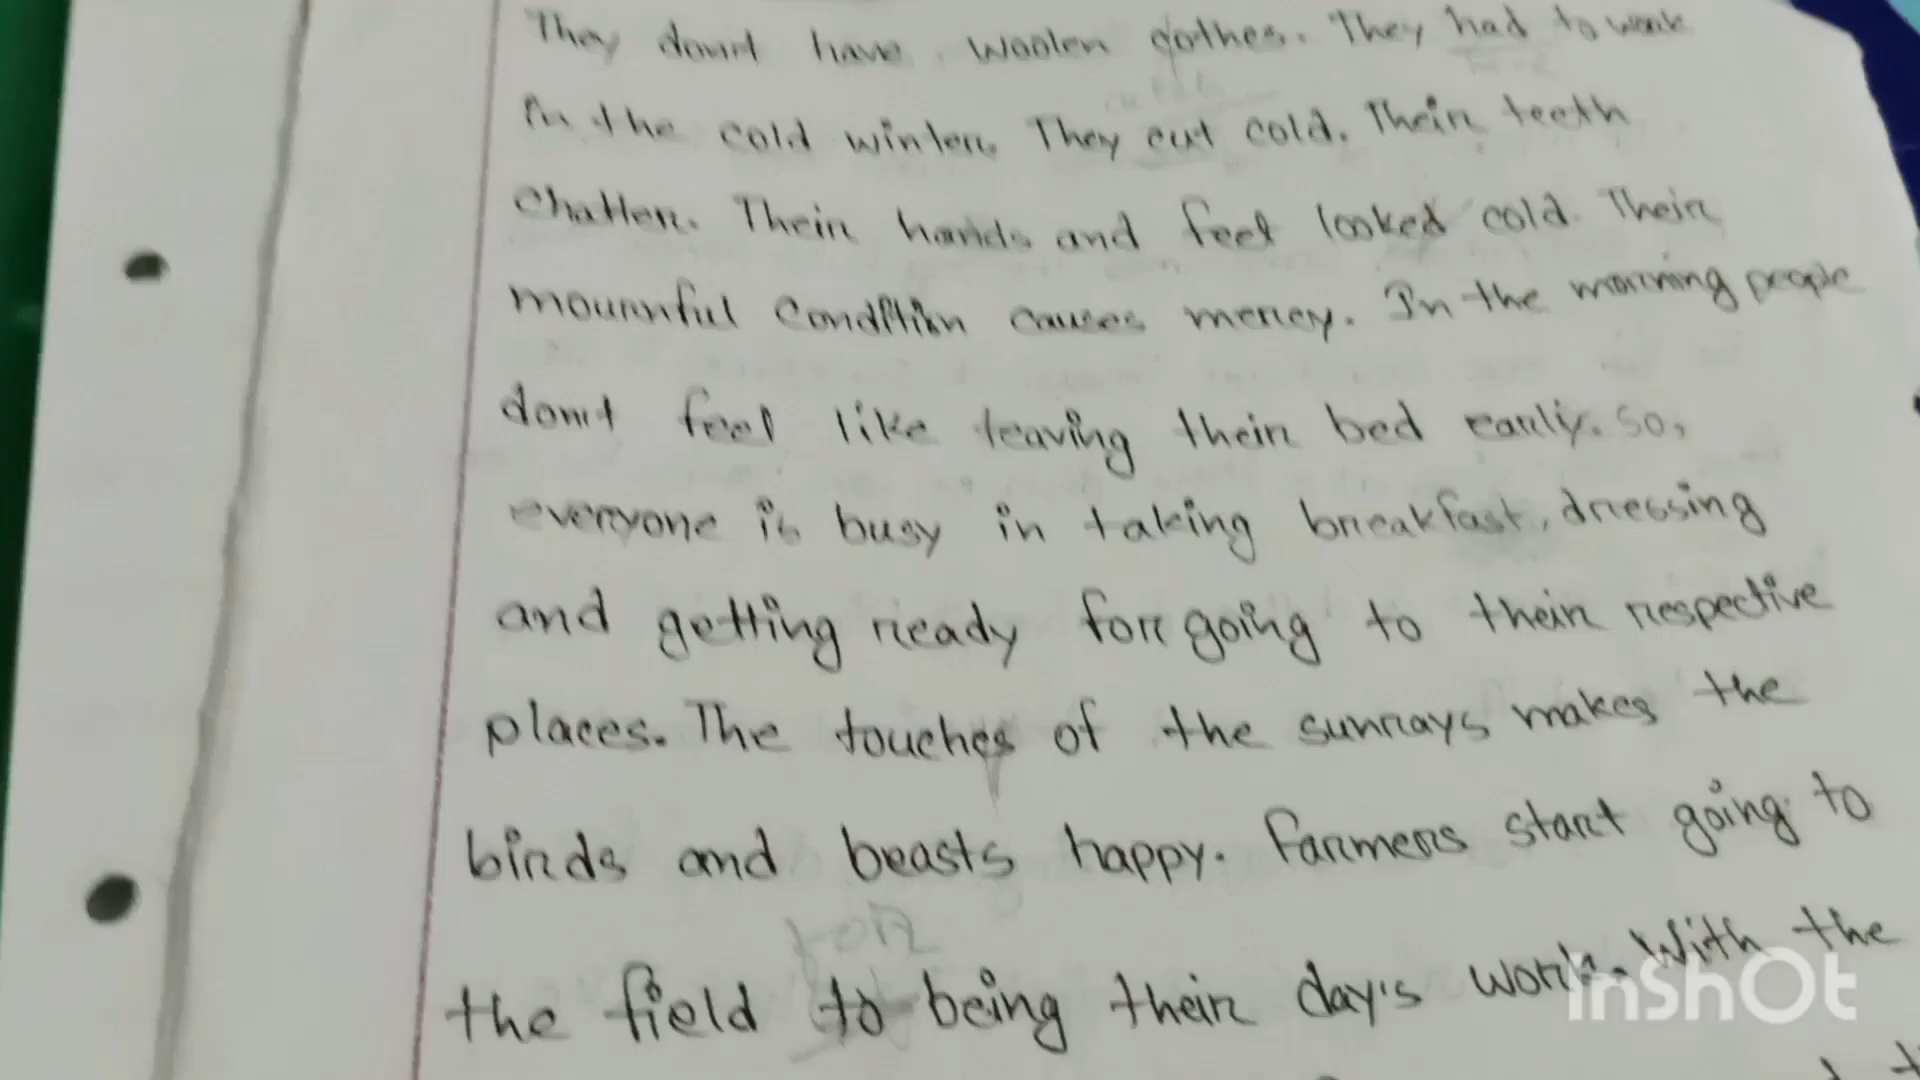 They don't have woolen clothes. They had to work
in the cold winter. They cut cold. Their teeth
chatter. Their hands and feet looked cold. Their
mournful condition causes mercy. In the morning people
don't feel like leaving their bed early. So,
everyone is busy in taking breakfast, dressing
and getting ready for going to their respective
places. The touches of the sunrays makes the
birds and beasts happy. Farmers start going to
for
the field to being their day's work. With the
InShOt